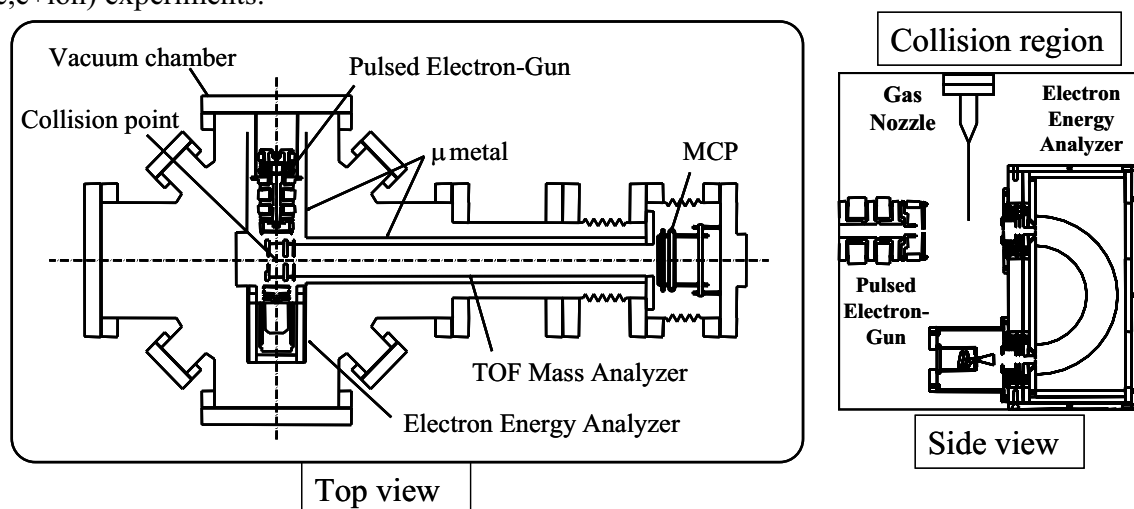 e,e+ion) experiments.
Vacuum chamber
Pulsed Electron-Gun
Collision point
μ metal
MCP
TOF Mass Analyzer
Electron Energy Analyzer
Top view
Collision region
Gas
Nozzle
Electron
Energy
Analyzer
Pulsed
Electron-
Gun
Side view